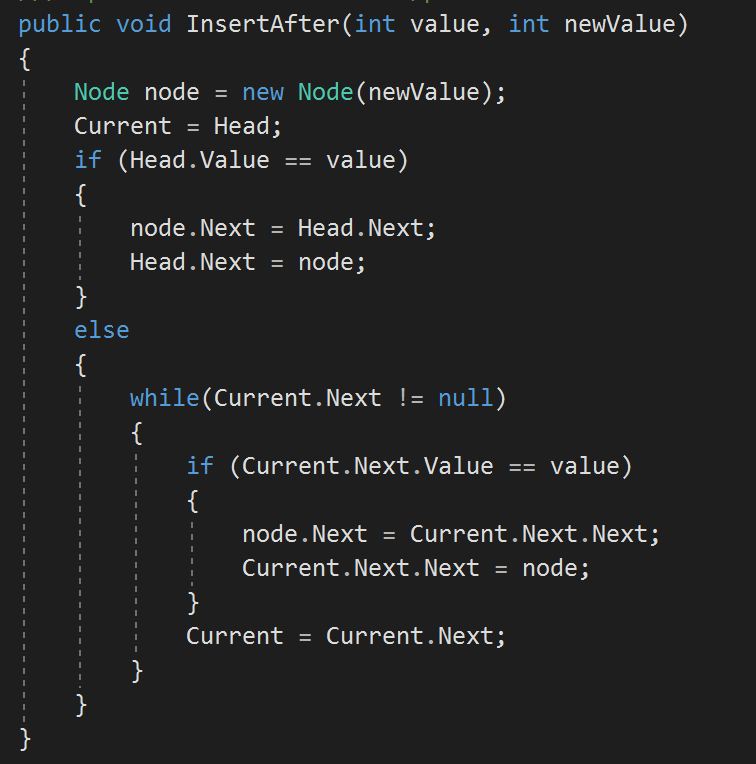 public void InsertAfter(int value, int newValue)
{
    Node node = new Node(newValue);
    Current = Head;
    if (Head.Value == value)
    {
        node.Next = Head.Next;
        Head.Next = node;
    }
    else
    {
        while(Current.Next != null)
        {
            if (Current.Next.Value == value)
            {
                node.Next = Current.Next.Next;
                Current.Next.Next = node;
            }
            Current = Current.Next;
        }
    }
}